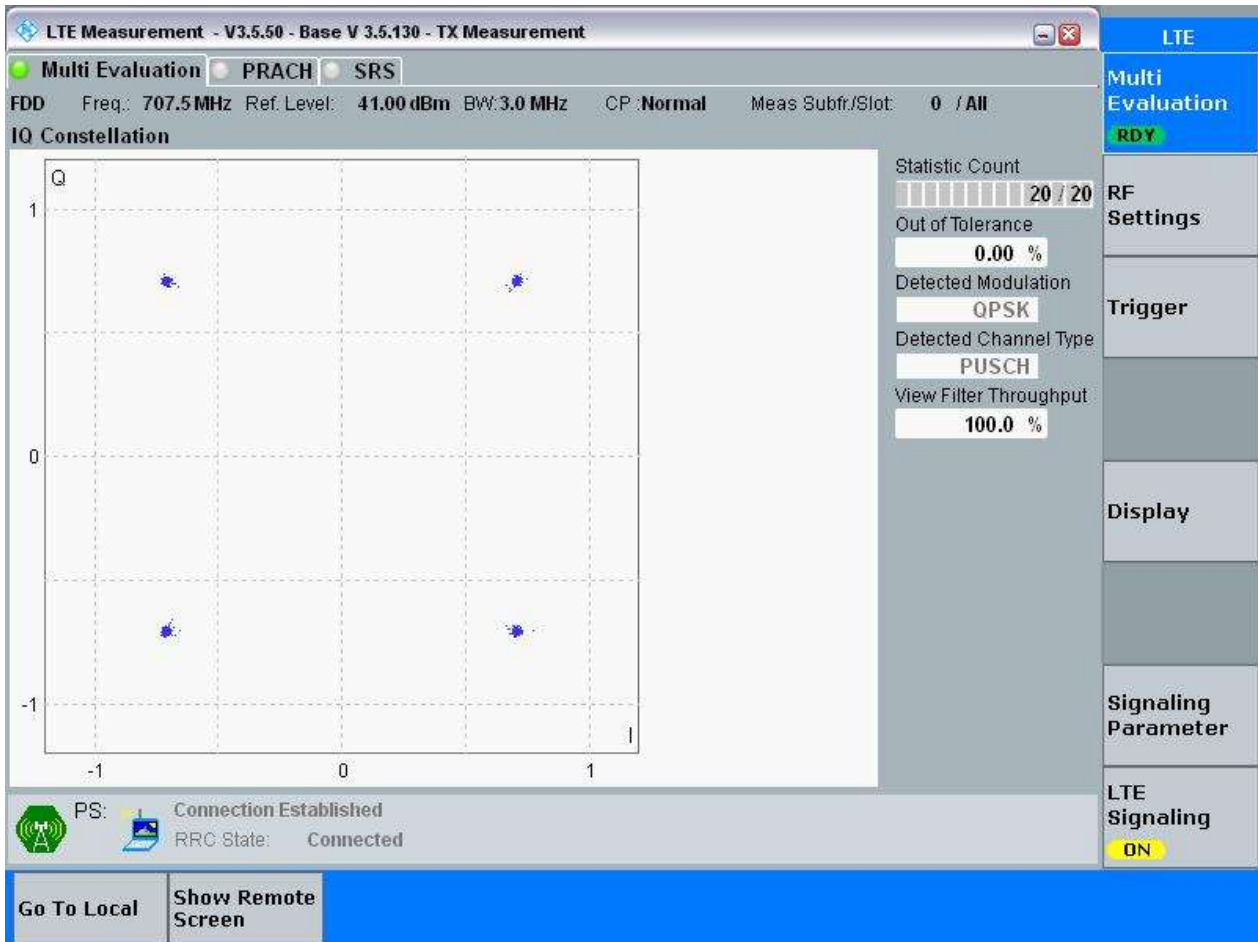 LTE Measurement - V3.5.50 - Base V 3.5.130 - TX Measurement
LTE
Multi Evaluation PRACH SRS
FDD Freq.: 707.5 MHz Ref. Level: 41.00 dBm BW: 3.0 MHz CP : Normal Meas Subfr./Slot: 0 / All
IQ Constellation
Q
1
0
-1
I
-1 0 1
Statistic Count
20 / 20
Out of Tolerance
0.00 %
Detected Modulation
QPSK
Detected Channel Type
PUSCH
View Filter Throughput
100.0 %
Multi
Evaluation
RDY
RF
Settings
Trigger
Display
Signaling
Parameter
LTE
Signaling
ON
PS: Connection Established
RRC State: Connected
Go To Local
Show Remote
Screen